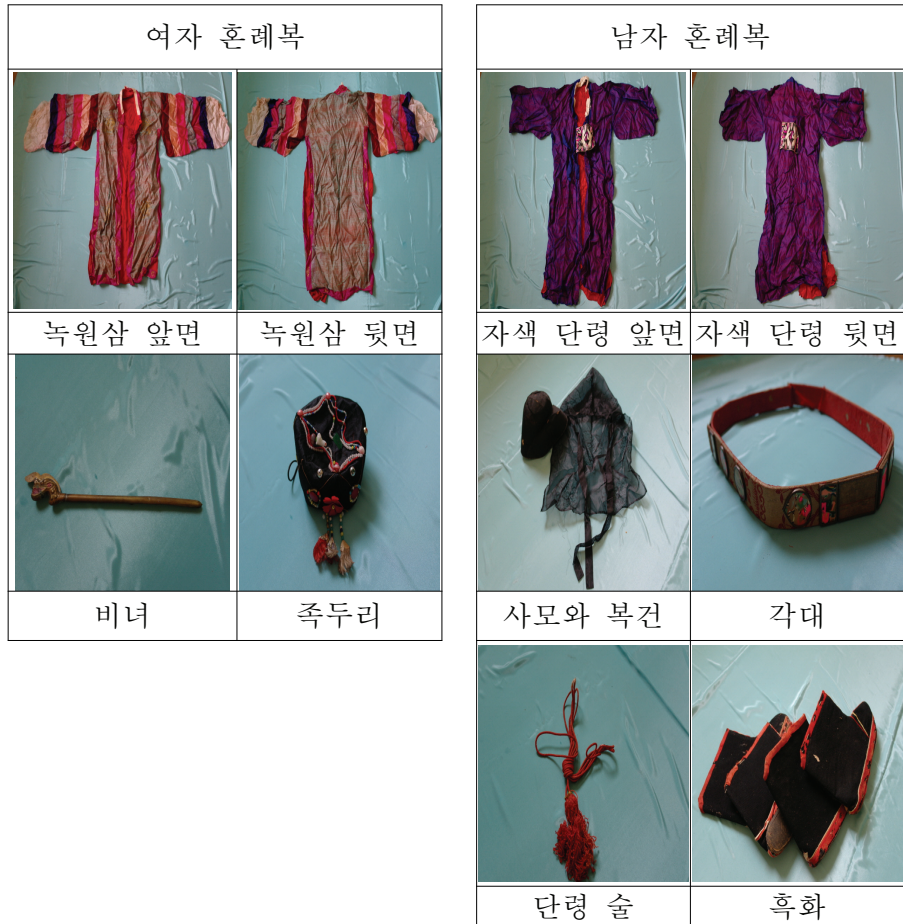 여자 혼례복
녹원삼 앞면
녹원삼 뒷면
비녀
족두리
남자 혼례복
자색 단령 앞면
자색 단령 뒷면
사모와 복건
각대
단령 술
흑화